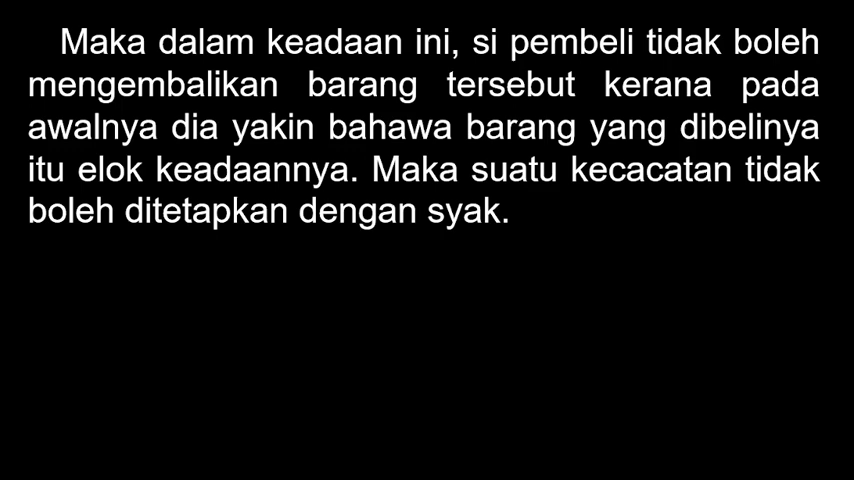 Maka dalam keadaan ini, si pembeli tidak boleh
mengembalikan barang tersebut kerana pada
awalnya dia yakin bahawa barang yang dibelinya
itu elok keadaannya. Maka suatu kecacatan tidak
boleh ditetapkan dengan syak.